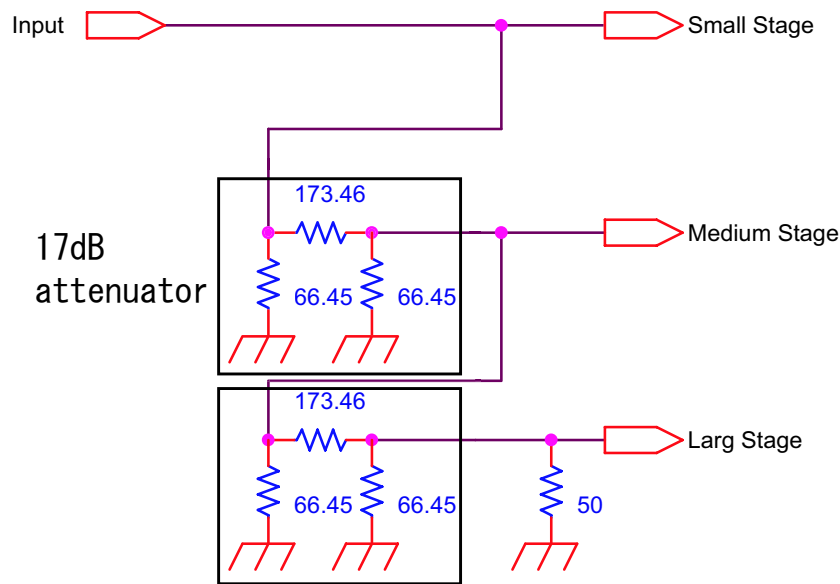 Input
Small Stage
173.46
17dB
attenuator
Medium Stage
66.45
66.45
173.46
Larg Stage
66.45
66.45
50